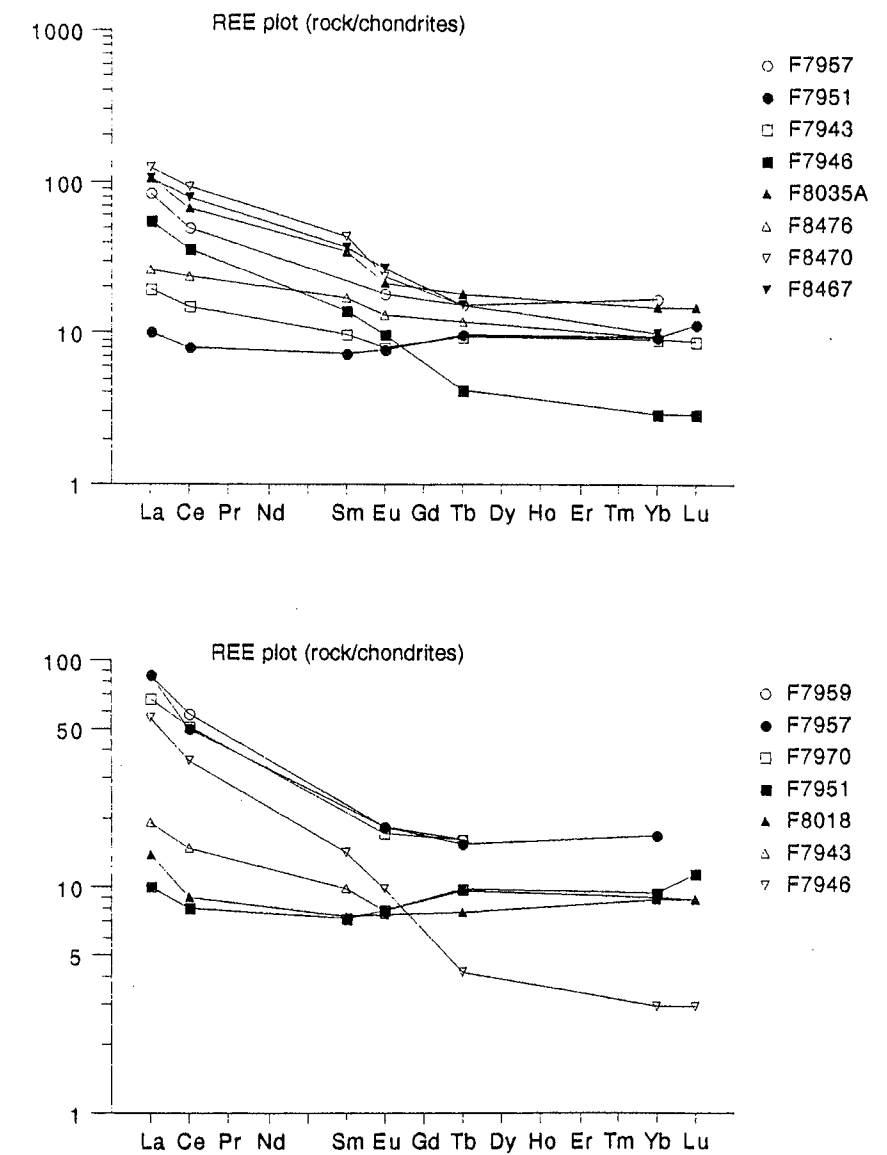 REE plot (rock/chondrites)
1000
100
10
1
La Ce Pr Nd Sm Eu Gd Tb Dy Ho Er Tm Yb Lu
F7957
F7951
F7943
F7946
F8035A
F8476
F8470
F8467
REE plot (rock/chondrites)
100
50
10
5
1
La Ce Pr Nd Sm Eu Gd Tb Dy Ho Er Tm Yb Lu
F7959
F7957
F7970
F7951
F8018
F7943
F7946